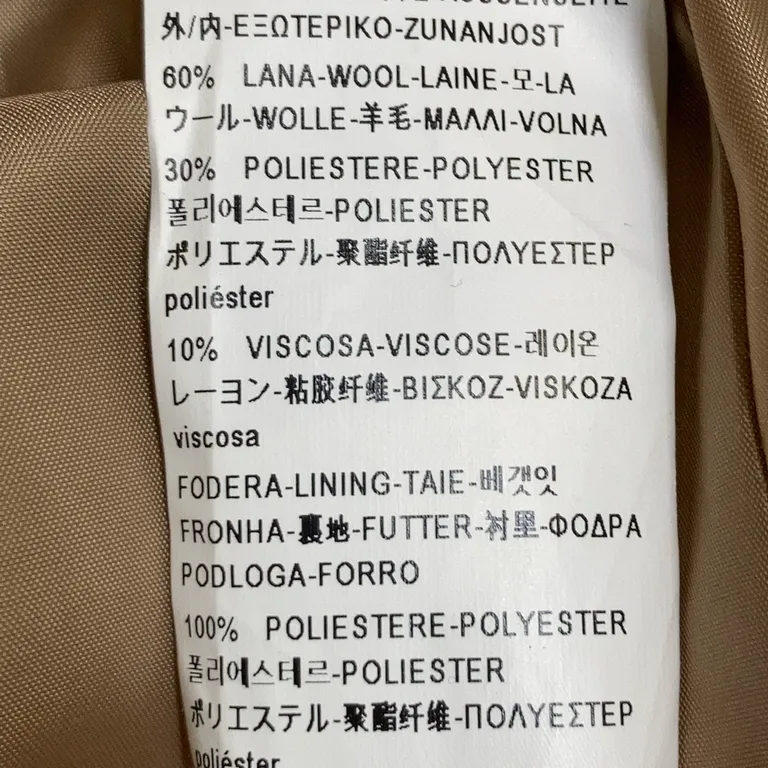 外/内-ΕΞΩΤΕΡΙΚΟ-ZUNANJOST
60% LANA-WOOL-LAINE-모-LA
ウール-WOLLE-羊毛-ΜΑΛΛΙ-VOLNA
30% POLIESTERE-POLYESTER
폴리에스테르-POLIESTER
ポリエステル-聚酯纤维-ΠΟΛΥΕΣΤΕΡ
poliéster
10% VISCOSA-VISCOSE-레이온
レーヨン-粘胶纤维-ΒΙΣΚΟΖ-VISKOZA
viscosa
FODERA-LINING-TAIE-베갯잇
FRONHA-裏地-FUTTER-衬里-ΦΟΔΡΑ
PODLOGA-FORRO
100% POLIESTERE-POLYESTER
폴리에스테르-POLIESTER
ポリエステル-聚酯纤维-ΠΟΛΥΕΣΤΕΡ
poliéster